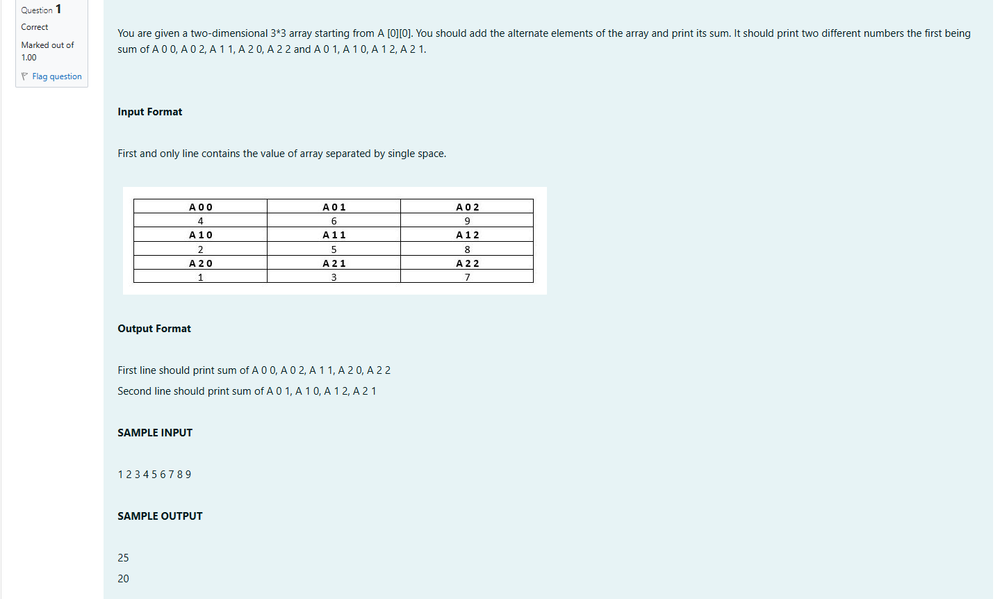 Question 1
Correct
Marked out of
1.00
Flag question
You are given a two-dimensional 3*3 array starting from A [0][0]. You should add the alternate elements of the array and print its sum. It should print two different numbers the first being
sum of A 0 0, A 0 2, A 1 1, A 2 0, A 2 2 and A 0 1, A 1 0, A 1 2, A 2 1.
Input Format
First and only line contains the value of array separated by single space.
A 0 0 A 0 1 A 0 2
4 6 9
A 1 0 A 1 1 A 1 2
2 5 8
A 2 0 A 2 1 A 2 2
1 3 7
Output Format
First line should print sum of A 0 0, A 0 2, A 1 1, A 2 0, A 2 2
Second line should print sum of A 0 1, A 1 0, A 1 2, A 2 1
SAMPLE INPUT
1 2 3 4 5 6 7 8 9
SAMPLE OUTPUT
25
20